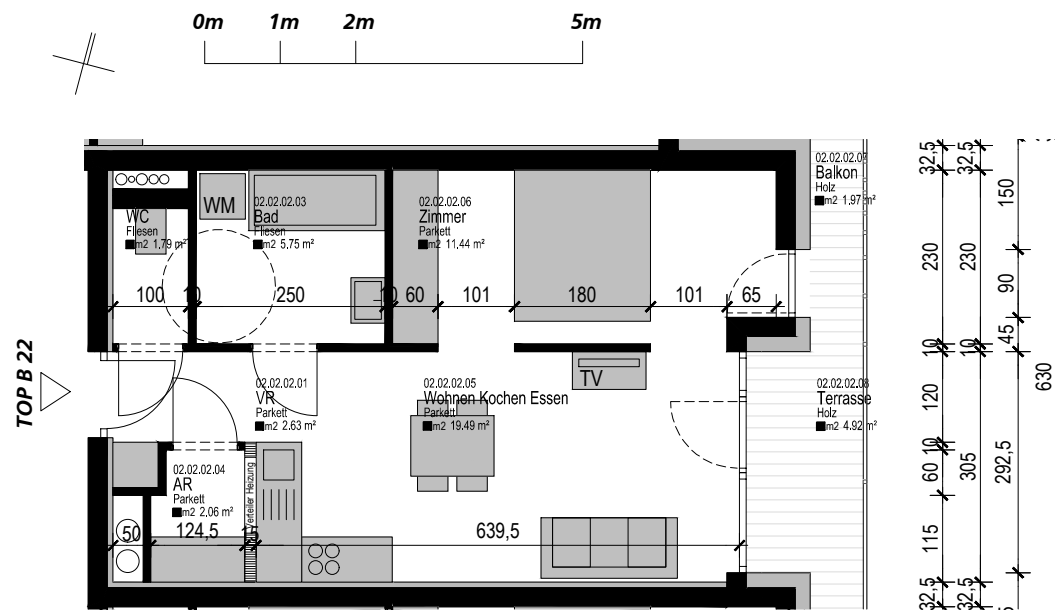 0m 1m 2m 5m
TOP B 22
WC
Fliesen
m2 1,79 m²
WM
02.02.02.03
Bad
Fliesen
m2 5,75 m²
02.02.02.06
Zimmer
Parkett
m2 11,44 m²
02.02.02.07
Balkon
Holz
m2 1.97 m²
100 10 250 10 60 101 180 101 65
02.02.02.01
VR
Parkett
m2 2.63 m²
02.02.02.05
Wohnen Kochen Essen
Parkett
m2 19.49 m²
TV
02.02.02.08
Terrasse
Holz
m2 4.92 m²
02.02.02.04
AR
Parkett
m2 2,06 m²
Verteiler Heizung
50 124,5 15 639,5
32,5
230
10
120
10
60
115
32,5
32,5
230
10
305
32,5
32,5
150
90
45
292,5
630